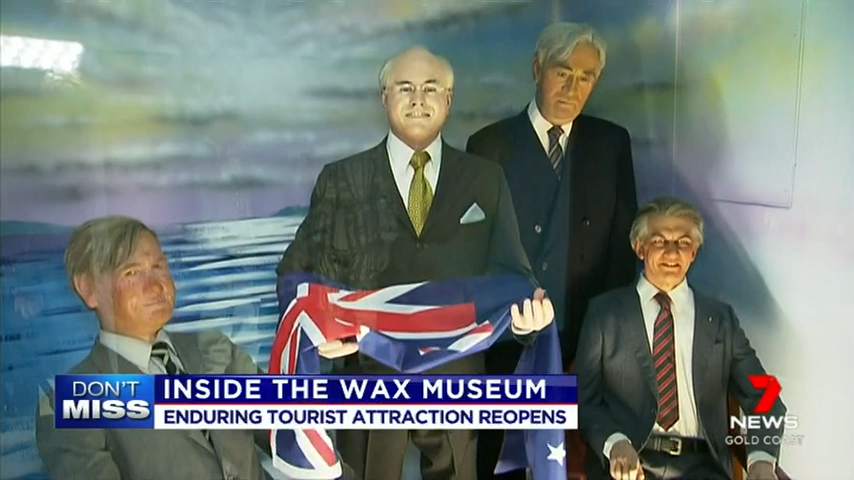 DON'T
MISS
INSIDE THE WAX MUSEUM
ENDURING TOURIST ATTRACTION REOPENS
7
NEWS
GOLD COAST